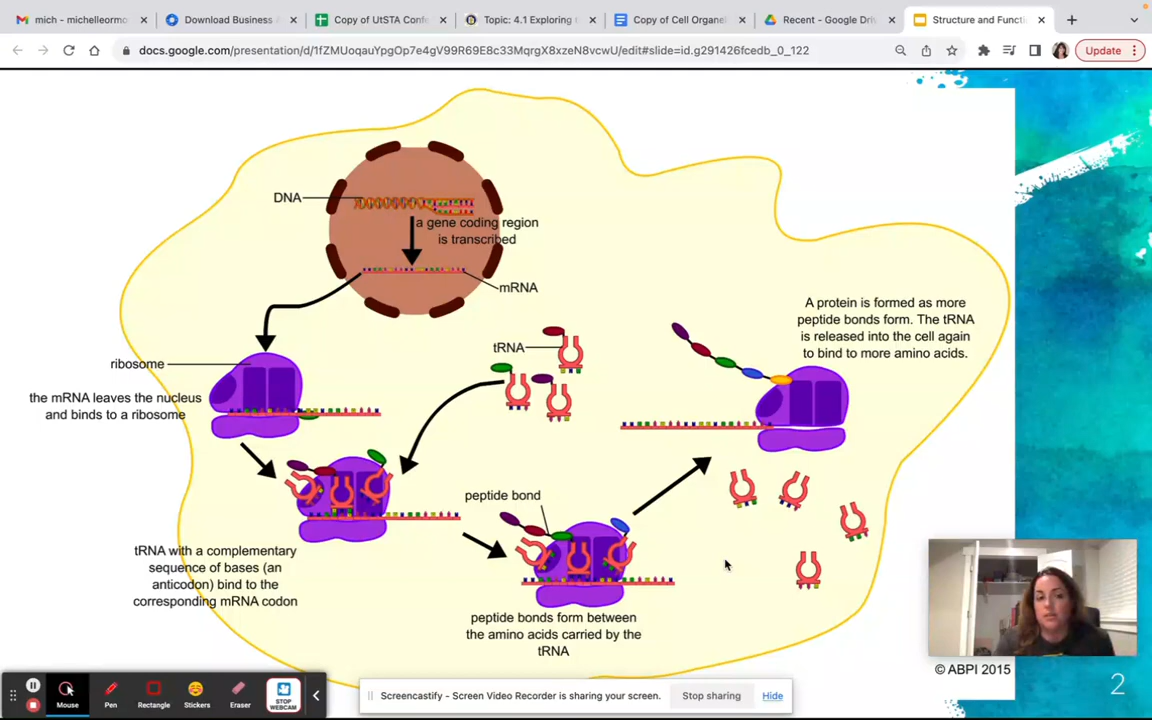 mich - michelleormo
Download Business
Copy of UtSTA Conf
Topic: 4.1 Exploring
Copy of Cell Organel
Recent - Google Driv
Structure and Functi
docs.google.com/presentation/d/1fZMUoqauYpgOp7e4gV99R69E8c33MqrgX8xzeN8vcwU/edit#slide=id.g291426fcedb_0_122
Update
DNA
a gene coding region
is transcribed
mRNA
A protein is formed as more
peptide bonds form. The tRNA
is released into the cell again
to bind to more amino acids.
tRNA
ribosome
the mRNA leaves the nucleus
and binds to a ribosome
peptide bond
tRNA with a complementary
sequence of bases (an
anticodon) bind to the
corresponding mRNA codon
peptide bonds form between
the amino acids carried by the
tRNA
© ABPI 2015
2
Mouse
Pen
Rectangle
Stickers
Eraser
STOP
WEBCAM
Screencastify - Screen Video Recorder is sharing your screen.
Stop sharing
Hide